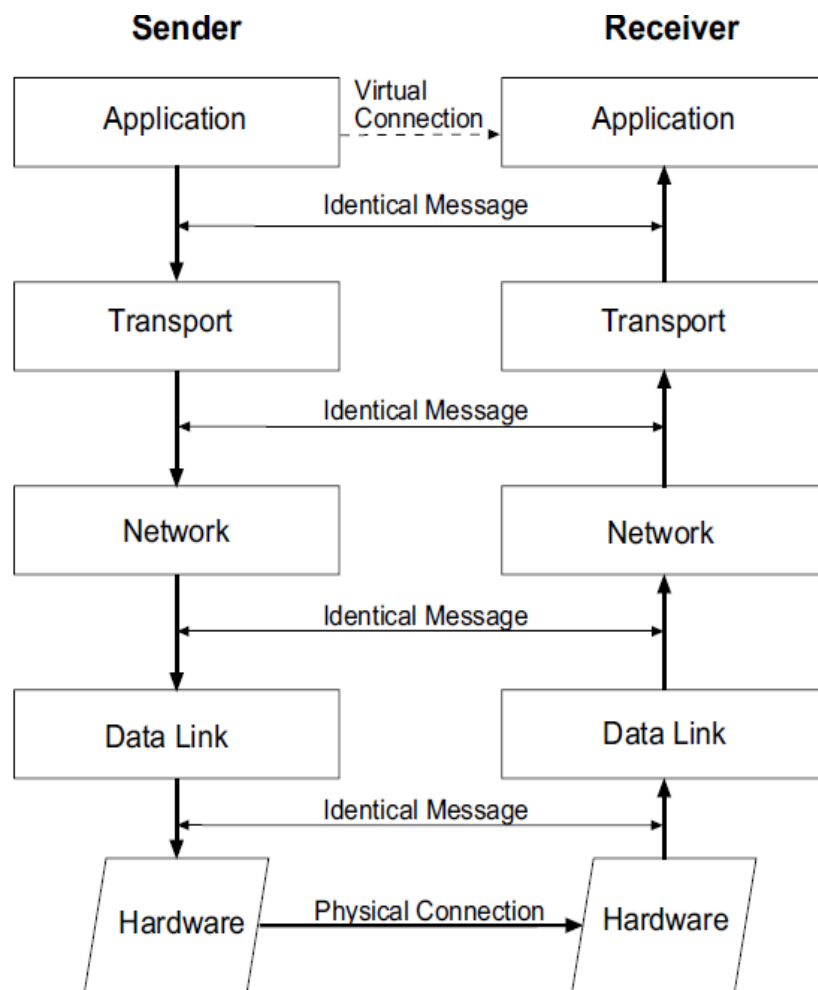 Sender
Receiver
Application
Virtual
Connection
Application
Identical Message
Transport
Transport
Identical Message
Network
Network
Identical Message
Data Link
Data Link
Identical Message
Hardware
Physical Connection
Hardware